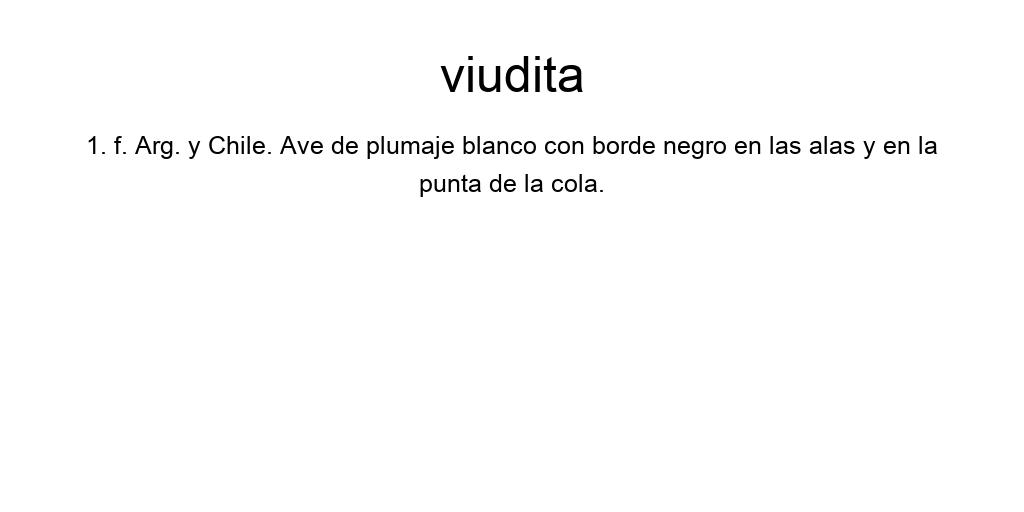 viudita
1. f. Arg. y Chile. Ave de plumaje blanco con borde negro en las alas y en la
punta de la cola.